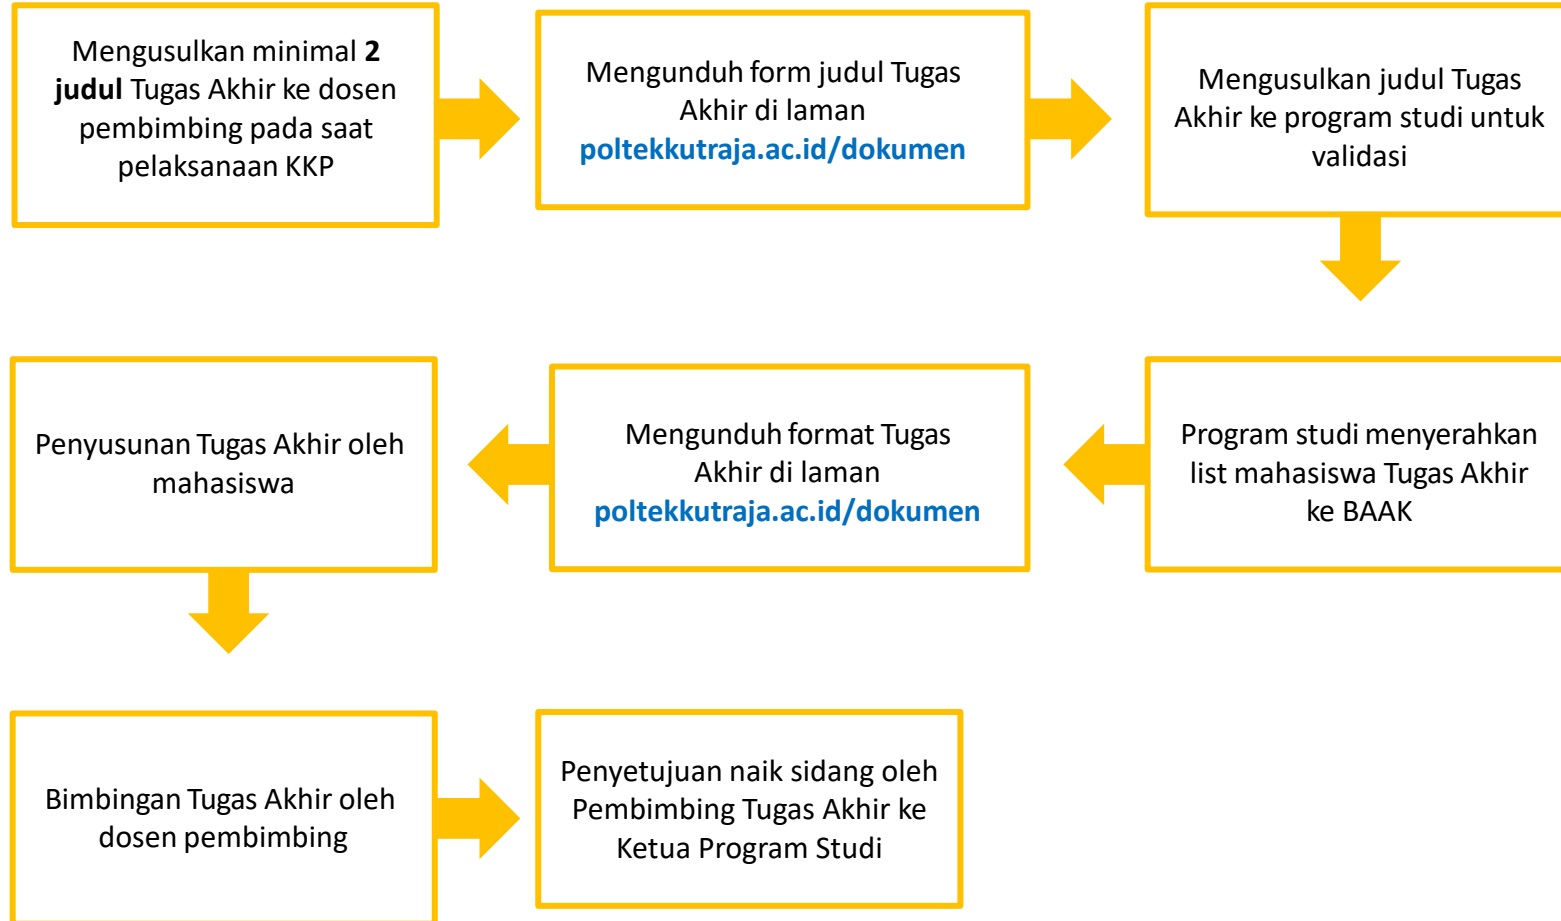 Mengusulkan minimal 2
judul Tugas Akhir ke dosen
pembimbing pada saat
pelaksanaan KKP
Mengunduh form judul Tugas
Akhir di laman
poltekkutraja.ac.id/dokumen
Mengusulkan judul Tugas
Akhir ke program studi untuk
validasi
Program studi menyerahkan
list mahasiswa Tugas Akhir
ke BAAK
Mengunduh format Tugas
Akhir di laman
poltekkutraja.ac.id/dokumen
Penyusunan Tugas Akhir oleh
mahasiswa
Bimbingan Tugas Akhir oleh
dosen pembimbing
Penyetujuan naik sidang oleh
Pembimbing Tugas Akhir ke
Ketua Program Studi